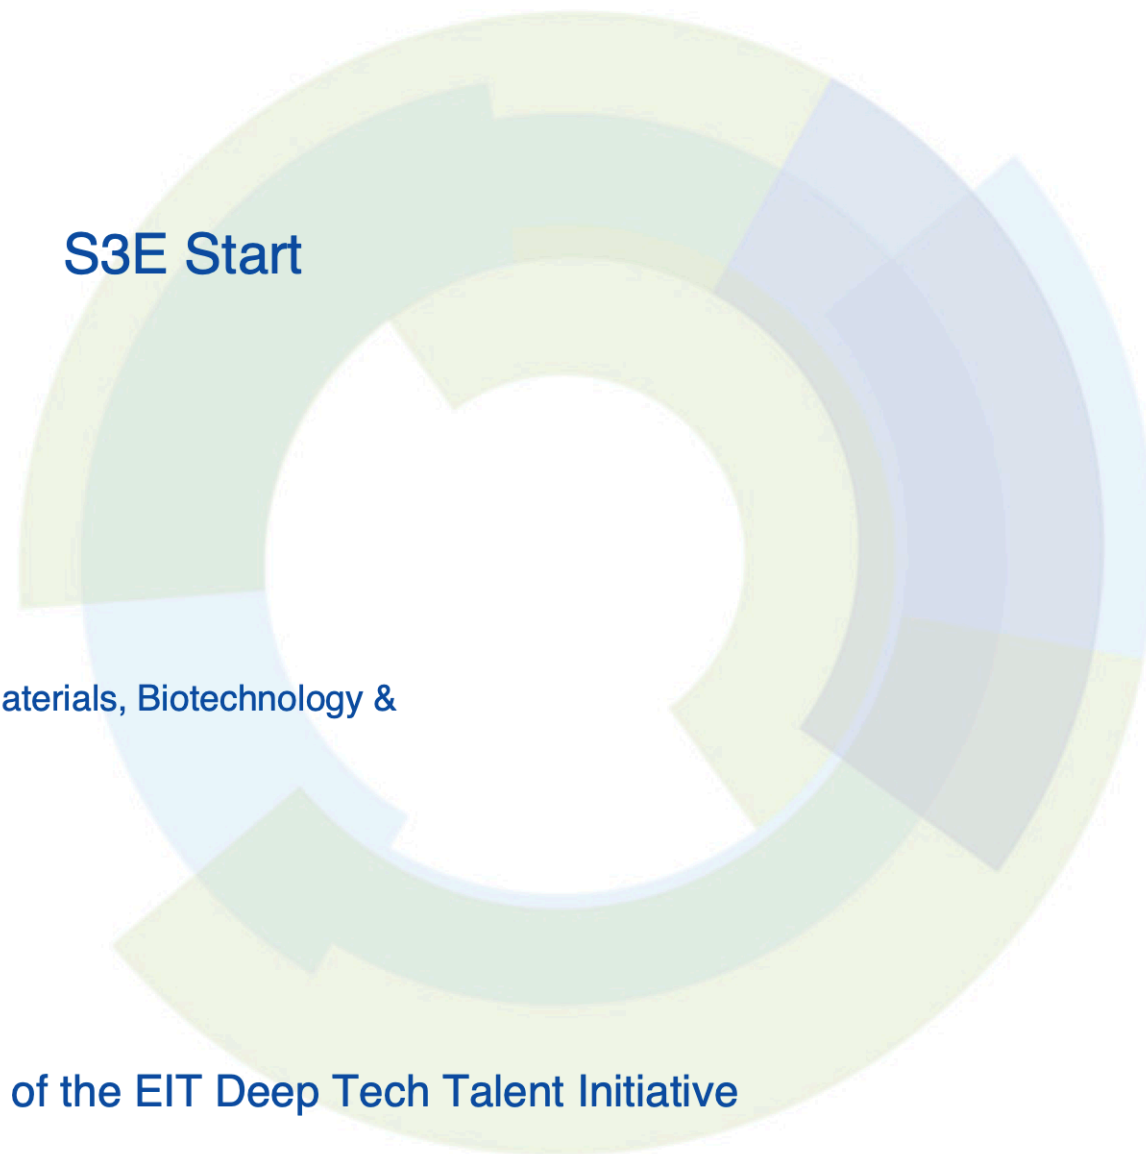 S3E Start
aterials, Biotechnology &
of the EIT Deep Tech Talent Initiative